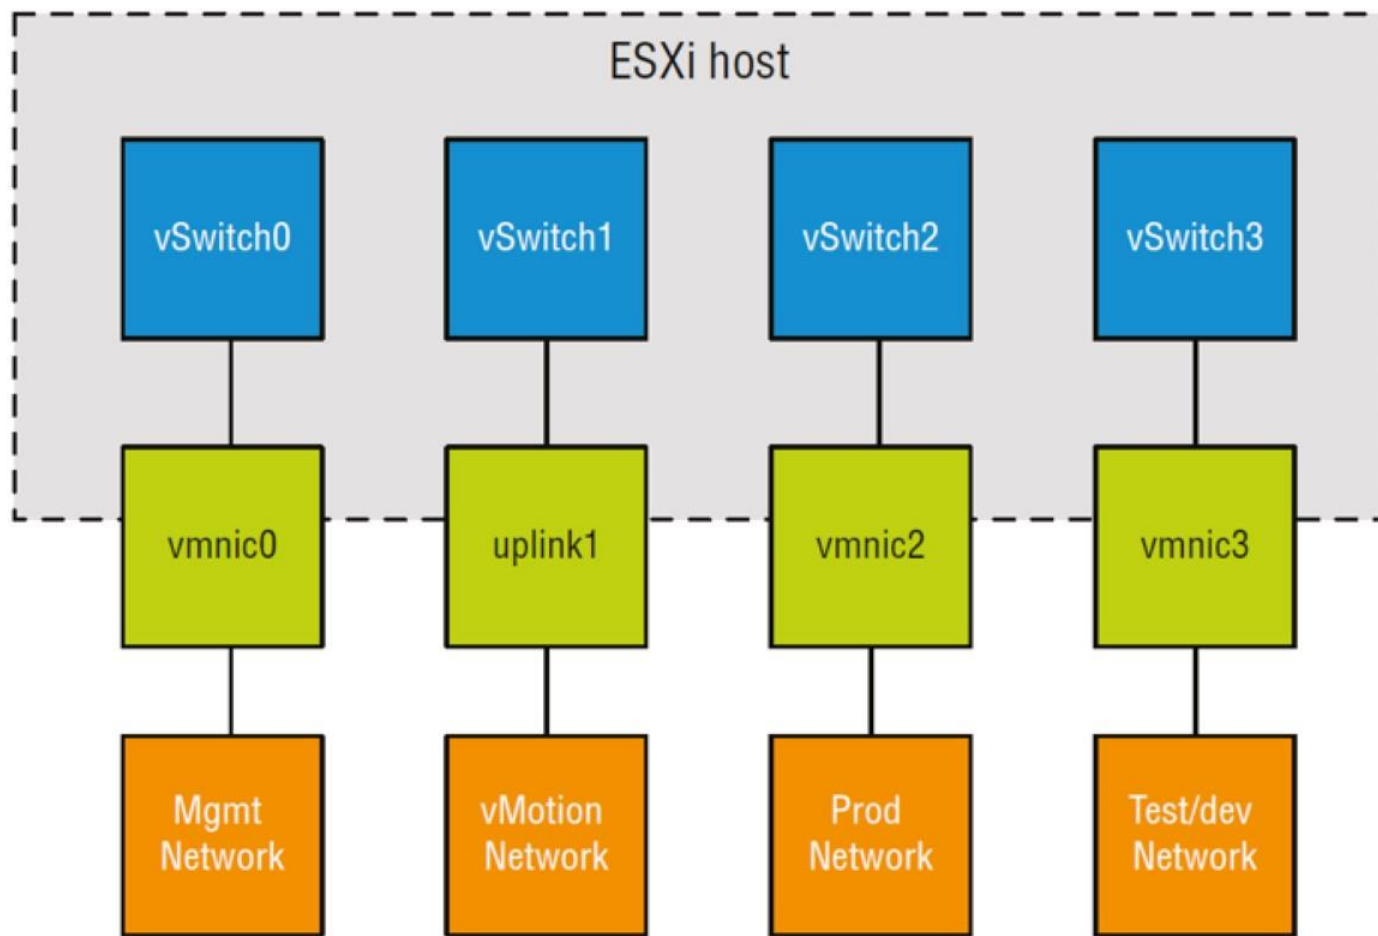 ESXi host
vSwitch0
vSwitch1
vSwitch2
vSwitch3
vmnic0
uplink1
vmnic2
vmnic3
Mgmt
Network
vMotion
Network
Prod
Network
Test/dev
Network